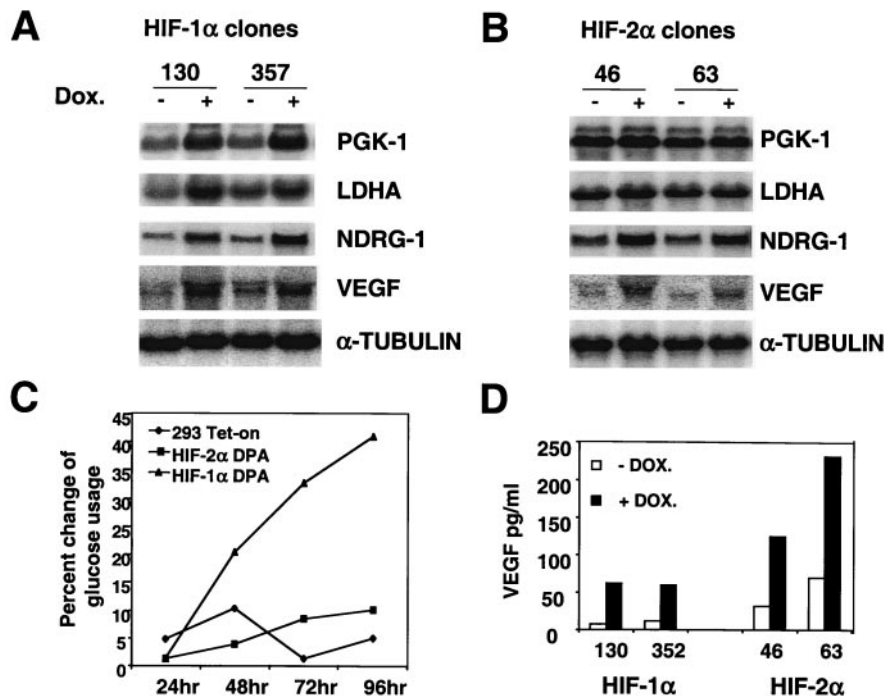 A
HIF-1α clones
130 357
Dox. - + - +
PGK-1
LDHA
NDRG-1
VEGF
α-TUBULIN
B
HIF-2α clones
46 63
- + - +
PGK-1
LDHA
NDRG-1
VEGF
α-TUBULIN
C
Percent change of
glucose usage
45
40
35
30
25
20
15
10
5
0
293 Tet-on
HIF-2α DPA
HIF-1α DPA
24hr 48hr 72hr 96hr
D
VEGF pg/ml
250
200
150
100
50
0
- DOX.
+ DOX.
130 352 46 63
HIF-1α HIF-2α